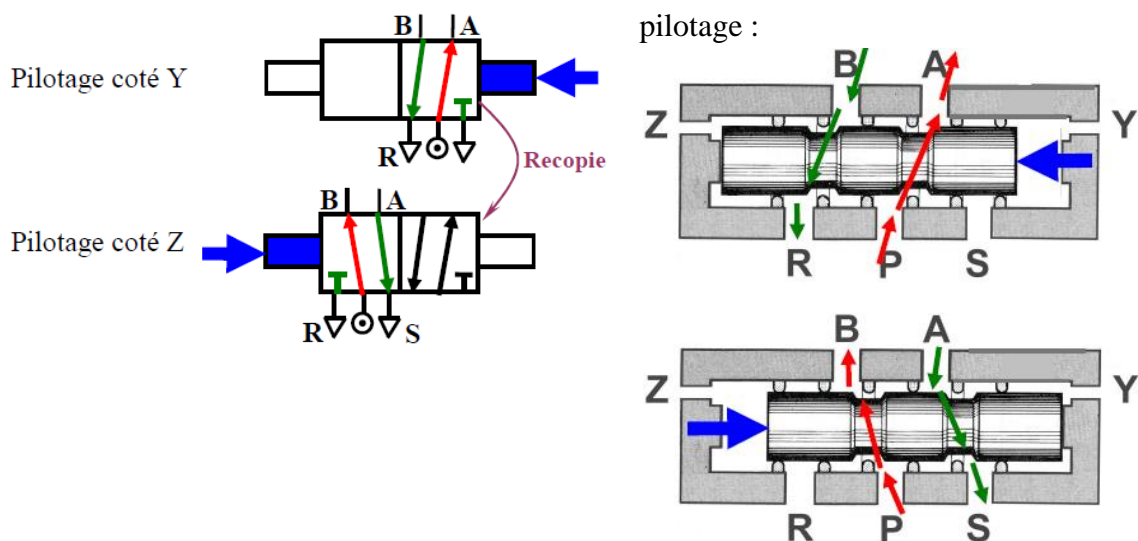 pilotage :
B A
Pilotage coté Y
R
Recopie
B A
Pilotage coté Z
R S
B A
Z Y
R P S
B A
Z Y
R P S